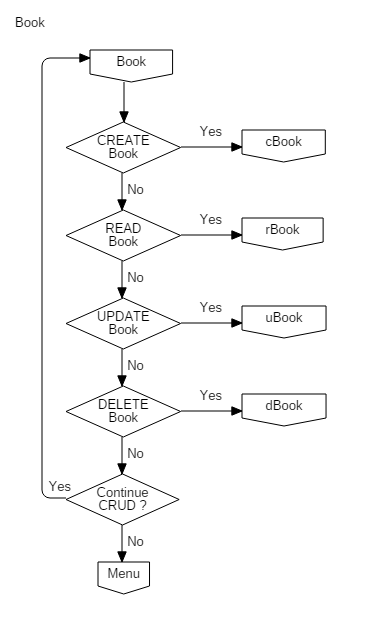 Book
Book
CREATE
Book
Yes
cBook
No
READ
Book
Yes
rBook
No
UPDATE
Book
Yes
uBook
No
DELETE
Book
Yes
dBook
No
Continue
CRUD ?
Yes
No
Menu